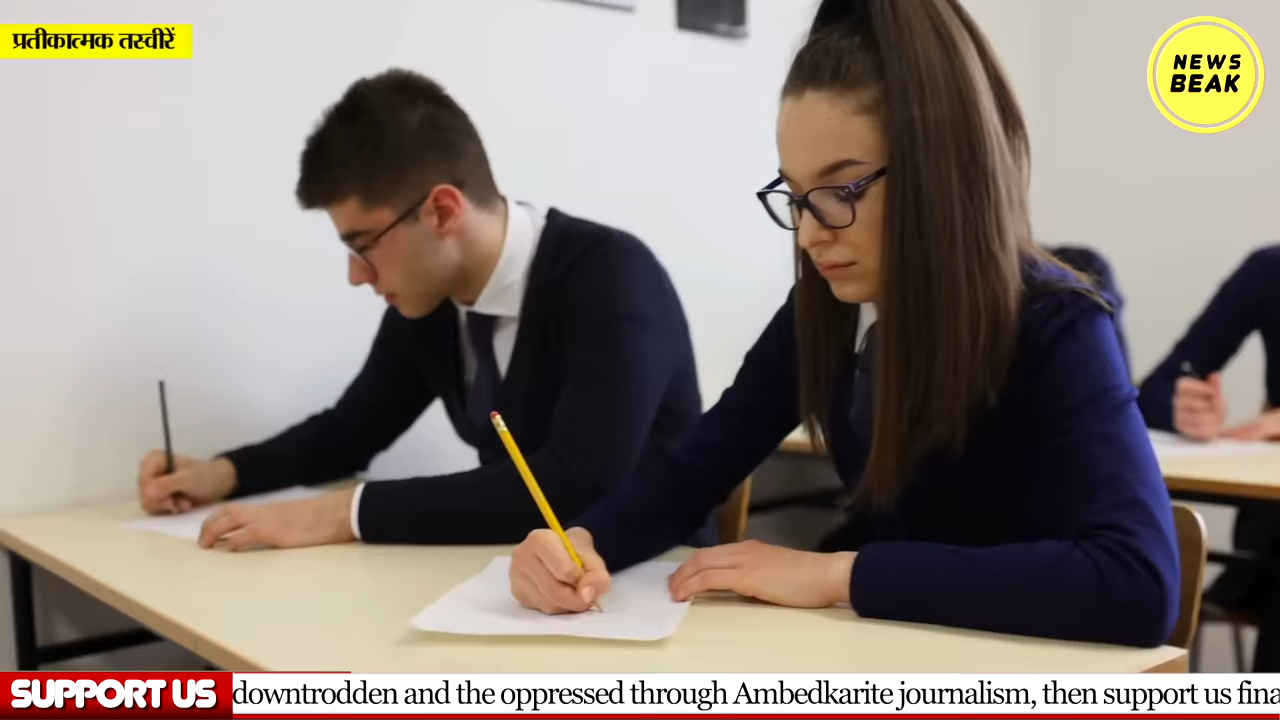 प्रतीकात्मक तस्वीरें
NEWS
BEAK
SUPPORT US
downtrodden and the oppressed through Ambedkarite journalism, then support us fina